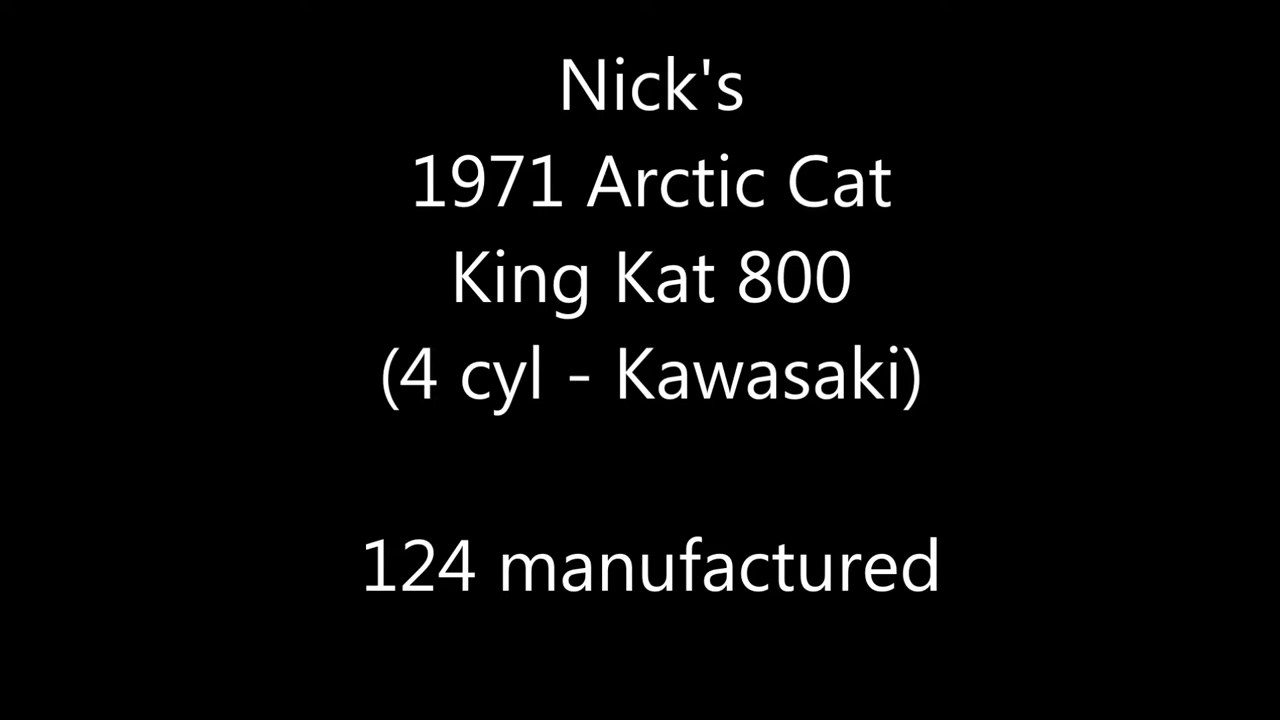 Nick's
1971 Arctic Cat
King Kat 800
(4 cyl - Kawasaki)
124 manufactured